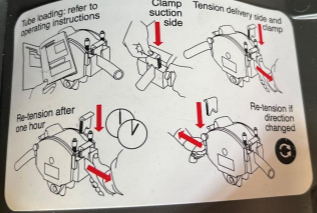 Tube loading; refer to
operating instructions
Clamp
suction
side
Tension delivery side and
clamp
Re-tension after
one hour
Re-tension if
direction
changed